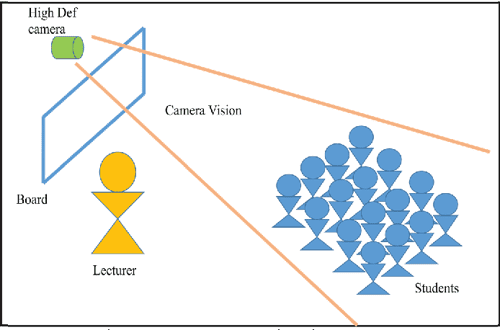 High Def
camera
Camera Vision
Board
Lecturer
Students